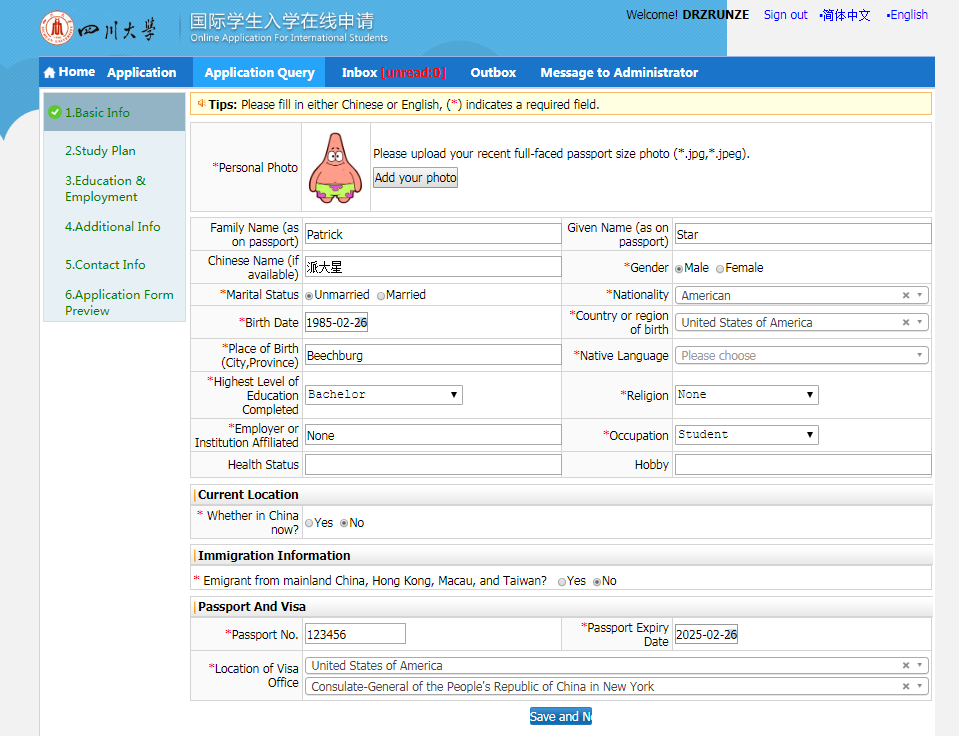 四川大学
国际学生入学在线申请
Online Application For International Students
Welcome! DRZRUNZE Sign out •简体中文 •English
Home Application Application Query Inbox [unread:0] Outbox Message to Administrator
1.Basic Info
2.Study Plan
3.Education &
Employment
4.Additional Info
5.Contact Info
6.Application Form
Preview
Tips: Please fill in either Chinese or English, (*) indicates a required field.
*Personal Photo
Please upload your recent full-faced passport size photo (*.jpg,*.jpeg).
Add your photo
Family Name (as
on passport)
Patrick
Given Name (as on
passport)
Star
Chinese Name (if
available)
派大星
*Gender
Male Female
*Marital Status
Unmarried Married
*Nationality
American
*Birth Date
1985-02-26
*Country or region
of birth
United States of America
*Place of Birth
(City,Province)
Beechburg
*Native Language
Please choose
*Highest Level of
Education
Completed
Bachelor
*Religion
None
*Employer or
Institution Affiliated
None
*Occupation
Student
Health Status
Hobby
Current Location
* Whether in China
now?
Yes No
Immigration Information
* Emigrant from mainland China, Hong Kong, Macau, and Taiwan? Yes No
Passport And Visa
*Passport No.
123456
*Passport Expiry
Date
2025-02-26
*Location of Visa
Office
United States of America
Consulate-General of the People's Republic of China in New York
Save and N